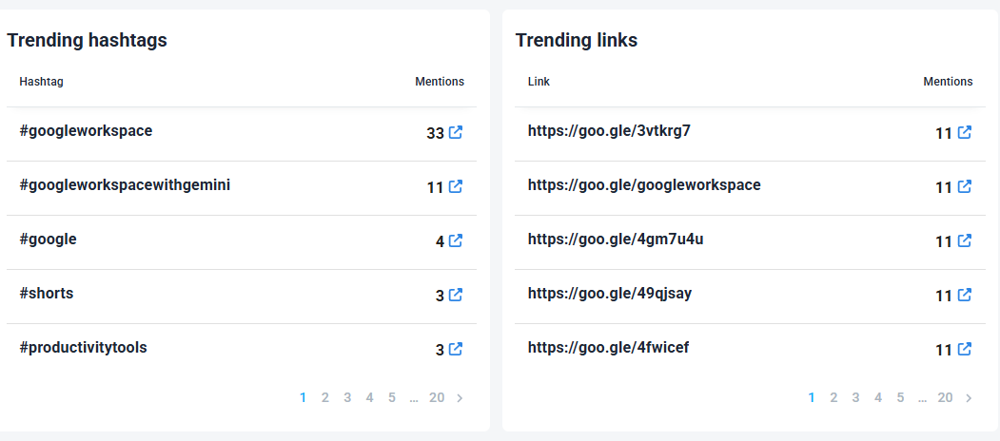 Trending hashtags
Hashtag Mentions
#googleworkspace 33
#googleworkspacewithgemini 11
#google 4
#shorts 3
#productivitytools 3
1 2 3 4 5 ... 20 >
Trending links
Link Mentions
https://goo.gle/3vtkrg7 11
https://goo.gle/googleworkspace 11
https://goo.gle/4gm7u4u 11
https://goo.gle/49qjsay 11
https://goo.gle/4fwicef 11
1 2 3 4 5 ... 20 >